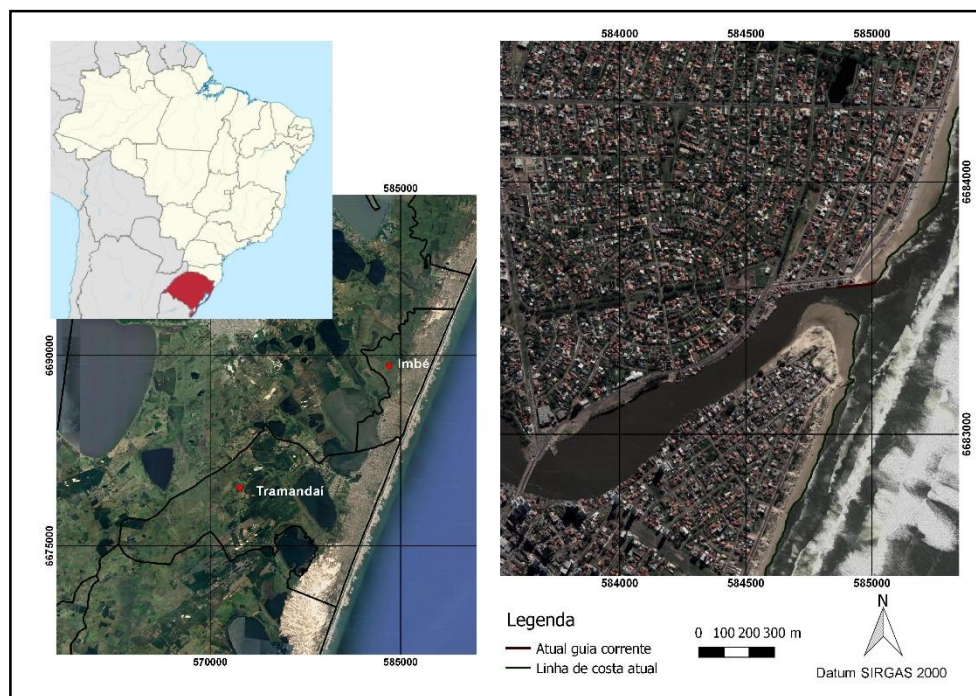 584000 584500 585000
585000
6684000
Imbé
6690000
Tramandaí
6683000
6675000
570000 585000
584000 584500 585000
Legenda
Atual guia corrente
Linha de costa atual
0 100 200 300 m
N
Datum SIRGAS 2000